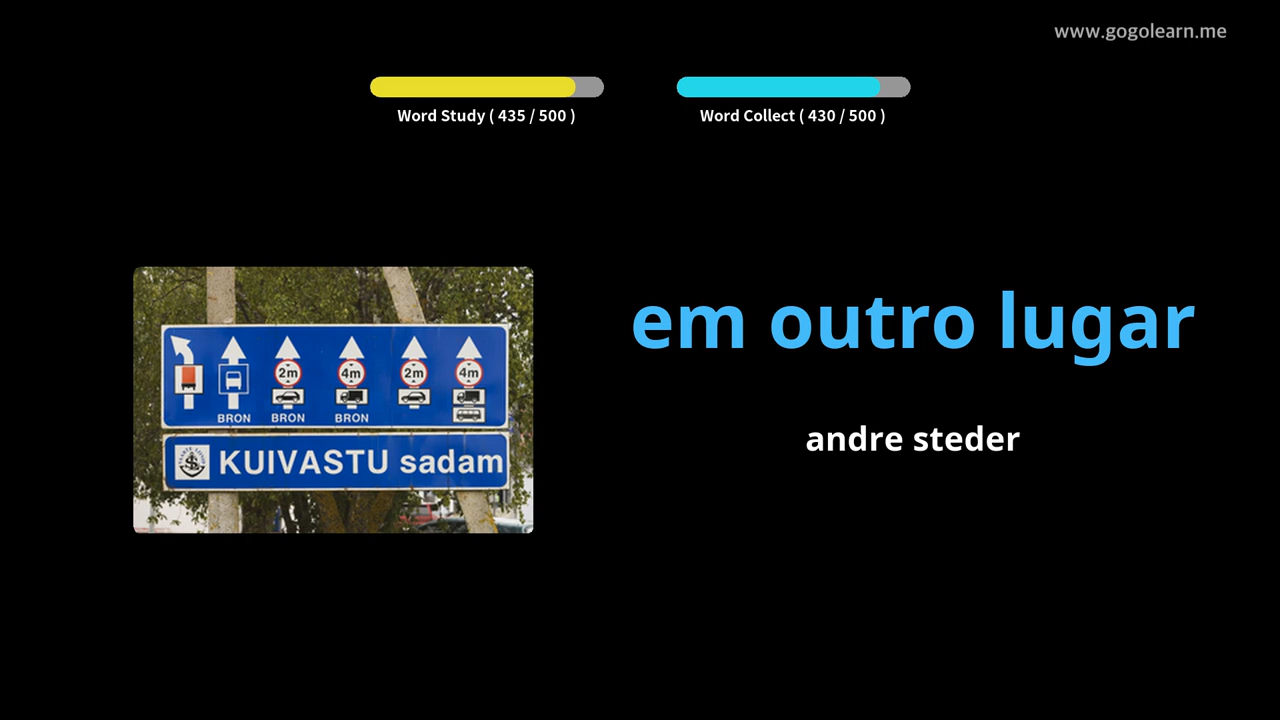 www.gogolearn.me
Word Study ( 435 / 500 )
Word Collect ( 430 / 500 )
em outro lugar
andre steder
2m 4m 2m 4m
BRON BRON BRON
KUIVASTU sadam